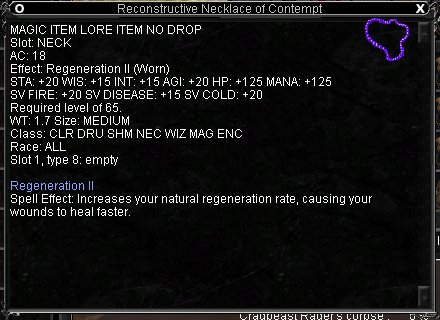 Reconstructive Necklace of Contempt
MAGIC ITEM LORE ITEM NO DROP
Slot: NECK
AC: 18
Effect: Regeneration II (Worn)
STA: +20 WIS: +15 INT: +15 AGI: +20 HP: +125 MANA: +125
SV FIRE: +20 SV DISEASE: +15 SV COLD: +20
Required level of 65.
WT: 1.7 Size: MEDIUM
Class: CLR DRU SHM NEC WIZ MAG ENC
Race: ALL
Slot 1, type 8: empty
Regeneration II
Spell Effect: Increases your natural regeneration rate, causing your
wounds to heal faster.